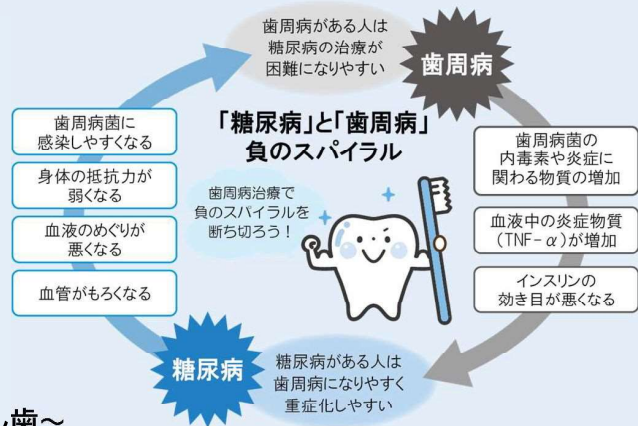 歯周病がある人は
糖尿病の治療が
困難になりやすい
歯周病
「糖尿病」と「歯周病」
負のスパイラル
歯周病菌に
感染しやすくなる
身体の抵抗力が
弱くなる
血液のめぐりが
悪くなる
血管がもろくなる
歯周病治療で
負のスパイラルを
断ち切ろう！
歯周病菌の
内毒素や炎症に
関わる物質の増加
血液中の炎症物質
（TNF-α）が増加
インスリンの
効き目が悪くなる
糖尿病
糖尿病がある人は
歯周病になりやすく
重症化しやすい
歯～